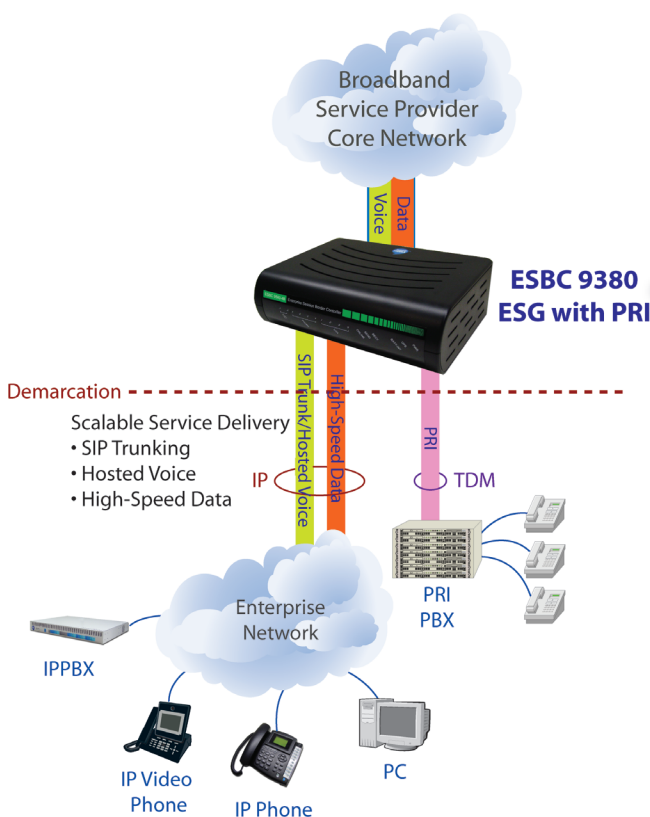 Broadband
Service Provider
Core Network
Voice
Data
ESBC 9380
ESG with PRI
SIP Trunk/Hosted Voice
High-Speed Data
PRI
Demarcation
Scalable Service Delivery
• SIP Trunking
• Hosted Voice
• High-Speed Data
IP
TDM
PRI
PBX
Enterprise
Network
IPPBX
IP Video
Phone
IP Phone
PC